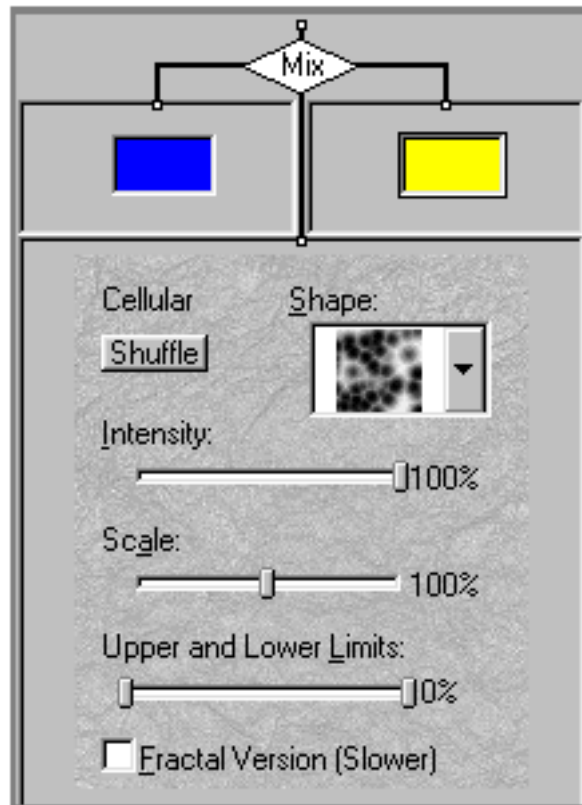 Mix
Cellular
Shape:
Shuffle
Intensity:
100%
Scale:
100%
Upper and Lower Limits:
0%
Fractal Version (Slower)